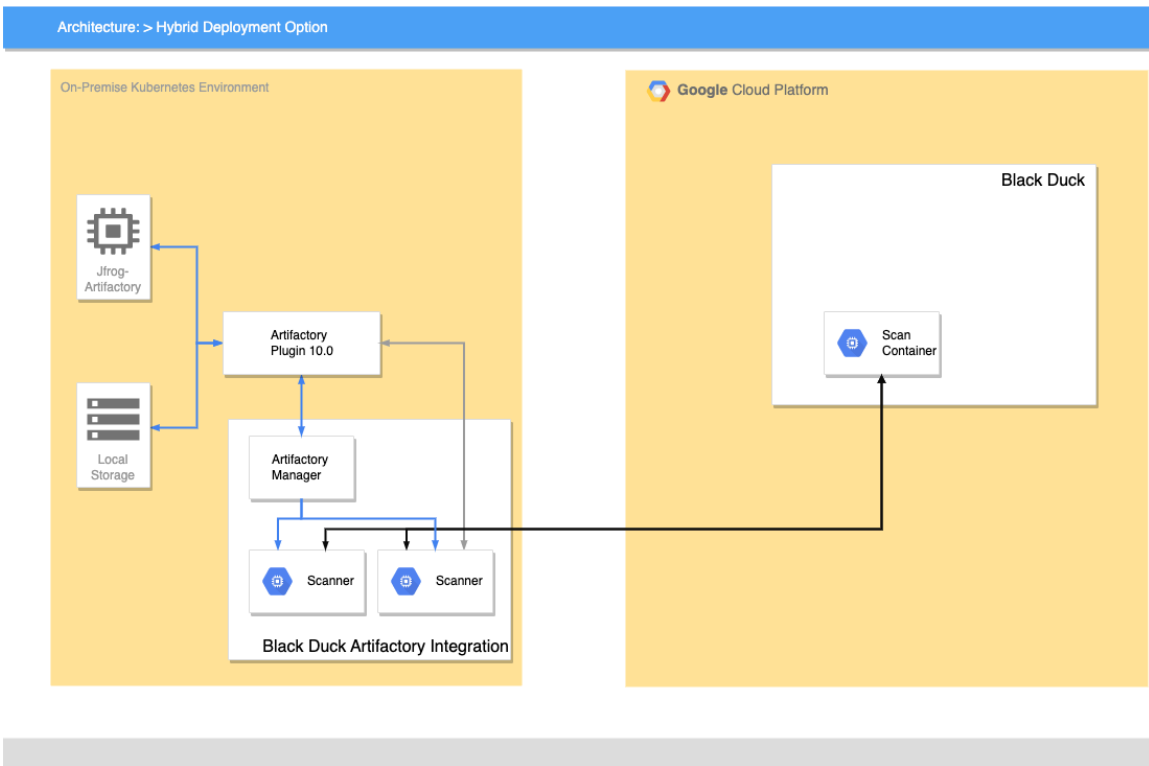 Architecture: > Hybrid Deployment Option
On-Premise Kubernetes Environment
Jfrog-
Artifactory
Local
Storage
Artifactory
Plugin 10.0
Artifactory
Manager
Scanner
Scanner
Black Duck Artifactory Integration
Google Cloud Platform
Black Duck
Scan
Container